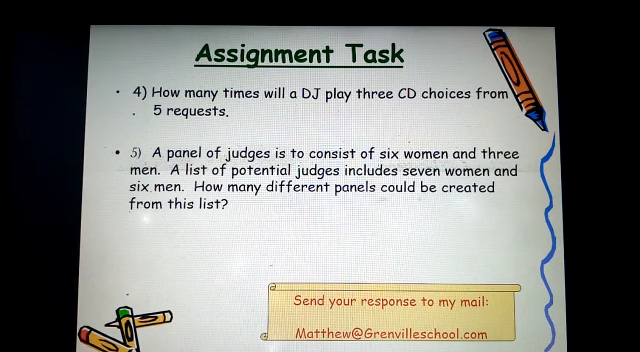 Assignment Task
• 4) How many times will a DJ play three CD choices from
. 5 requests.
• 5) A panel of judges is to consist of six women and three
men. A list of potential judges includes seven women and
six men. How many different panels could be created
from this list?
Send your response to my mail:
Matthew@Grenvilleschool.com